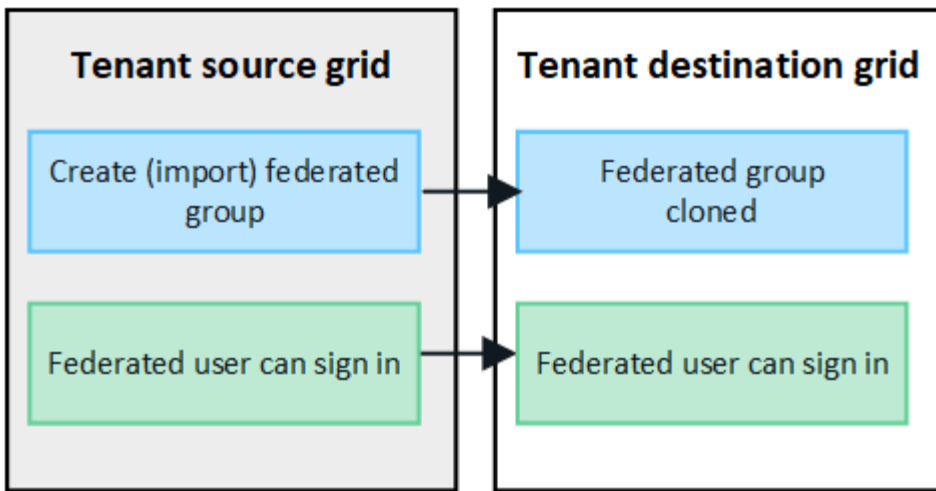 Tenant source grid
Create (import) federated
group
Federated user can sign in
Tenant destination grid
Federated group
cloned
Federated user can sign in